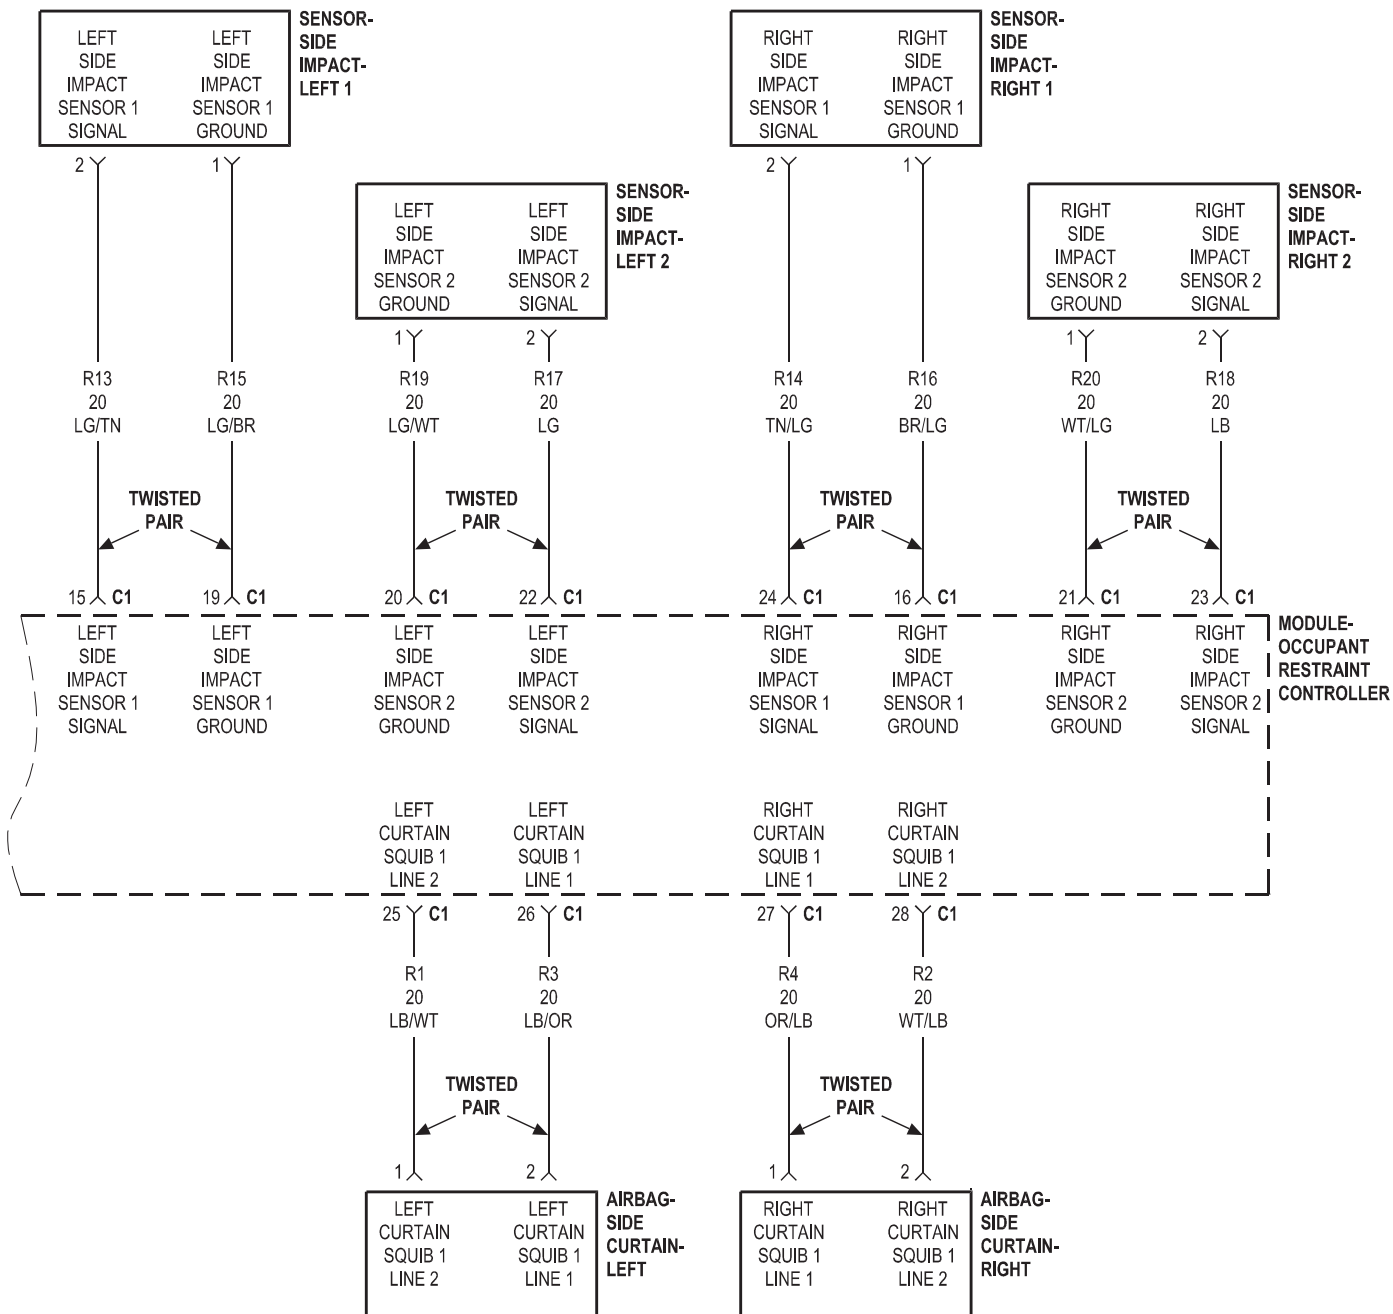 LEFT
SIDE
IMPACT
SENSOR 1
SIGNAL
LEFT
SIDE
IMPACT
SENSOR 1
GROUND
SENSOR-
SIDE
IMPACT-
LEFT 1
2
1
LEFT
SIDE
IMPACT
SENSOR 2
GROUND
LEFT
SIDE
IMPACT
SENSOR 2
SIGNAL
SENSOR-
SIDE
IMPACT-
LEFT 2
1
2
RIGHT
SIDE
IMPACT
SENSOR 1
SIGNAL
RIGHT
SIDE
IMPACT
SENSOR 1
GROUND
SENSOR-
SIDE
IMPACT-
RIGHT 1
2
1
RIGHT
SIDE
IMPACT
SENSOR 2
GROUND
RIGHT
SIDE
IMPACT
SENSOR 2
SIGNAL
SENSOR-
SIDE
IMPACT-
RIGHT 2
1
2
R13
20
LG/TN
R15
20
LG/BR
R19
20
LG/WT
R17
20
LG
R14
20
TN/LG
R16
20
BR/LG
R20
20
WT/LG
R18
20
LB
TWISTED
PAIR
TWISTED
PAIR
TWISTED
PAIR
TWISTED
PAIR
15 C1
19 C1
20 C1
22 C1
24 C1
16 C1
21 C1
23 C1
LEFT
SIDE
IMPACT
SENSOR 1
SIGNAL
LEFT
SIDE
IMPACT
SENSOR 1
GROUND
LEFT
SIDE
IMPACT
SENSOR 2
GROUND
LEFT
SIDE
IMPACT
SENSOR 2
SIGNAL
RIGHT
SIDE
IMPACT
SENSOR 1
SIGNAL
RIGHT
SIDE
IMPACT
SENSOR 1
GROUND
RIGHT
SIDE
IMPACT
SENSOR 2
GROUND
RIGHT
SIDE
IMPACT
SENSOR 2
SIGNAL
MODULE-
OCCUPANT
RESTRAINT
CONTROLLER
LEFT
CURTAIN
SQUIB 1
LINE 2
LEFT
CURTAIN
SQUIB 1
LINE 1
RIGHT
CURTAIN
SQUIB 1
LINE 1
RIGHT
CURTAIN
SQUIB 1
LINE 2
25 C1
26 C1
27 C1
28 C1
R1
20
LB/WT
R3
20
LB/OR
R4
20
OR/LB
R2
20
WT/LB
TWISTED
PAIR
TWISTED
PAIR
1
2
1
2
LEFT
CURTAIN
SQUIB 1
LINE 2
LEFT
CURTAIN
SQUIB 1
LINE 1
AIRBAG-
SIDE
CURTAIN-
LEFT
RIGHT
CURTAIN
SQUIB 1
LINE 1
RIGHT
CURTAIN
SQUIB 1
LINE 2
AIRBAG-
SIDE
CURTAIN-
RIGHT